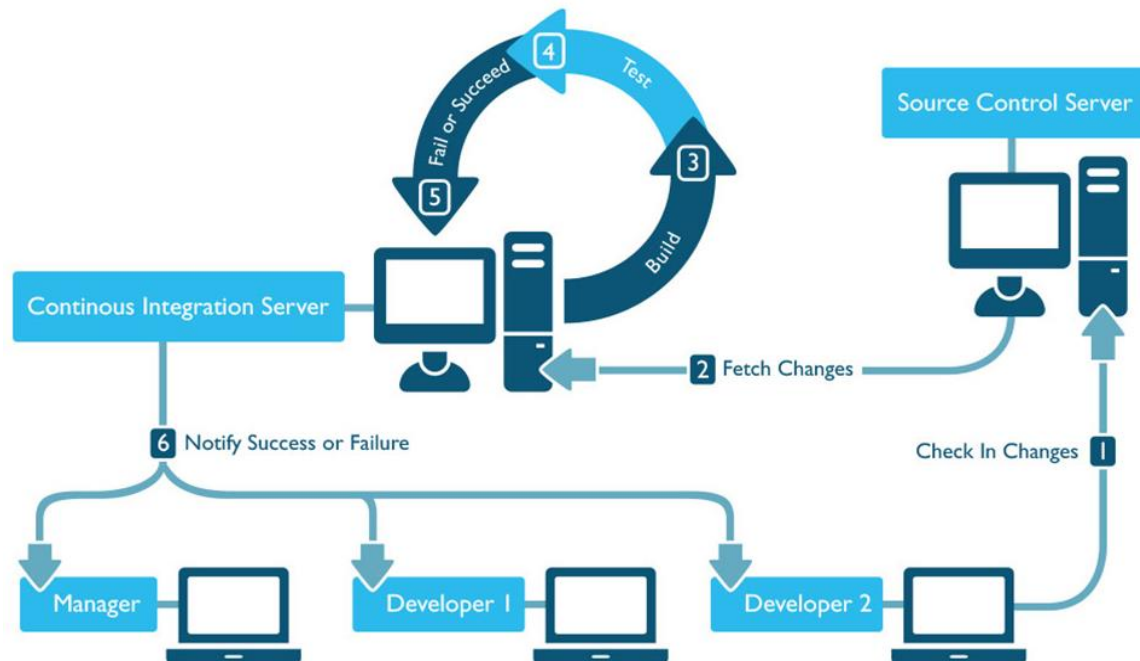 4
Test
Fail or Succeed
Source Control Server
3
5
Build
Continous Integration Server
2 Fetch Changes
6 Notify Success or Failure
Check In Changes 1
Manager
Developer 1
Developer 2